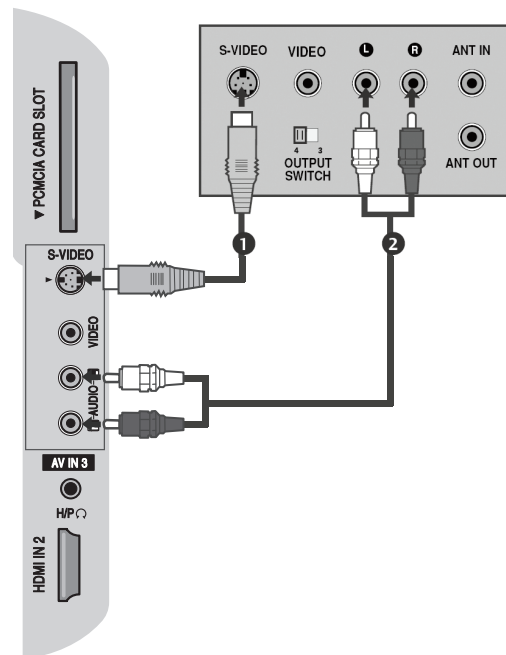 S-VIDEO VIDEO L R ANT IN
4 3
OUTPUT
SWITCH
ANT OUT
1
2
PCMCIA CARD SLOT
S-VIDEO
VIDEO
AUDIO
AV IN 3
H/P
HDMI IN 2